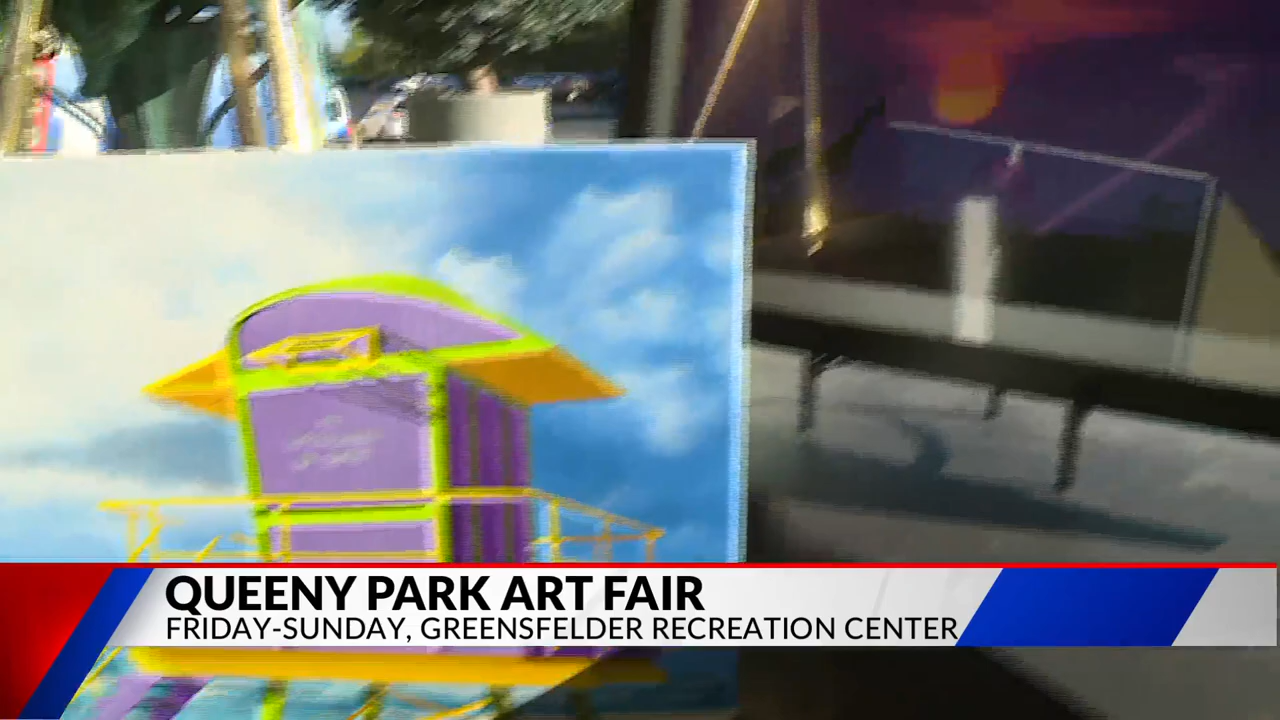 QUEENY PARK ART FAIR
FRIDAY-SUNDAY, GREENSFELDER RECREATION CENTER